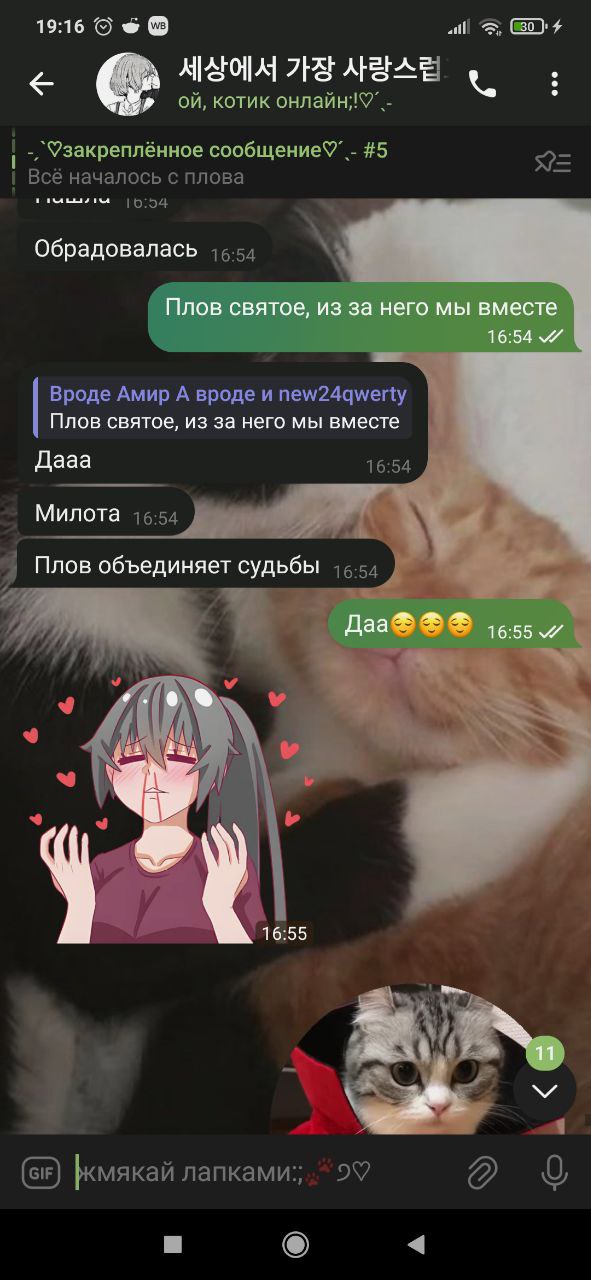 19:16 WB 30
세상에서 가장 사랑스럽
ой, котик онлайн;!♡´ˎ-
-ˏˋ♡закреплённое сообщение♡´ˎ- #5
Всё началось с плова
Нашла 16:54
Обрадовалась 16:54
Плов святое, из за него мы вместе
16:54
Вроде Амир А вроде и new24qwerty
Плов святое, из за него мы вместе
Дааа 16:54
Милота 16:54
Плов объединяет судьбы 16:54
Даа😌😌😌 16:55
16:55
11
GIF жмякай лапками:;🐾੭♡